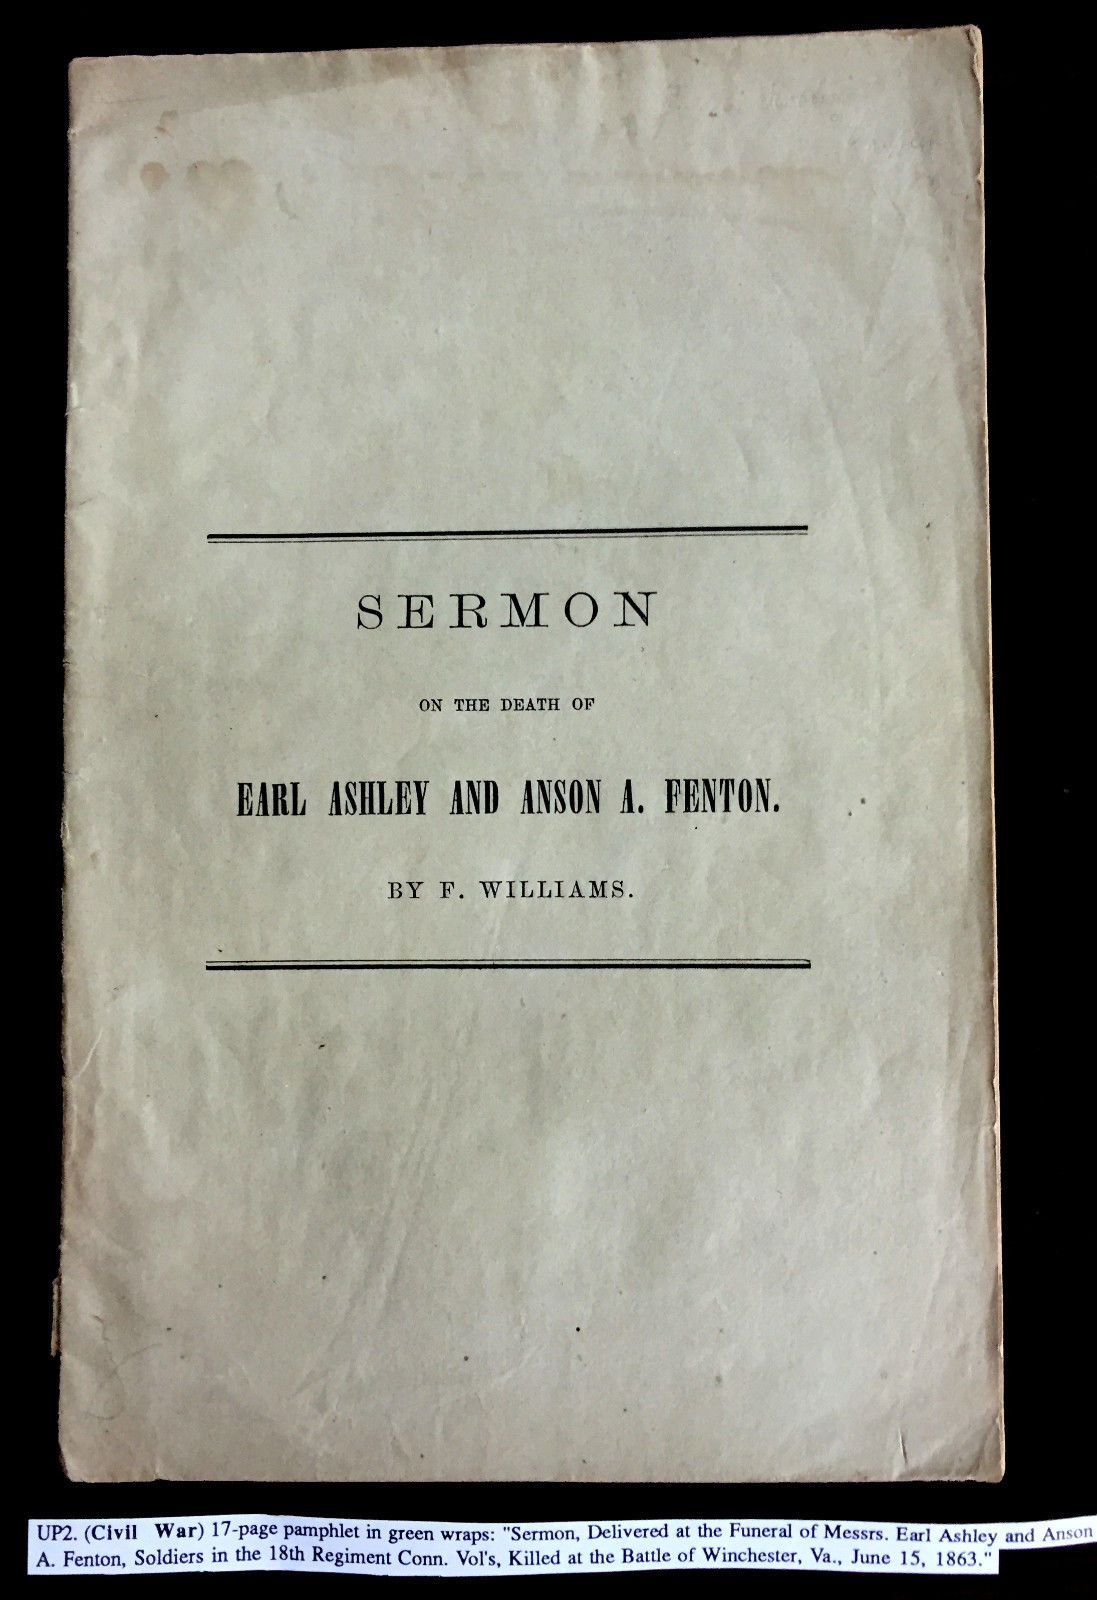 SERMON
ON THE DEATH OF
EARL ASHLEY AND ANSON A. FENTON.
BY F. WILLIAMS.
UP2. (Civil War) 17-page pamphlet in green wraps: "Sermon, Delivered at the Funeral of Messrs. Earl Ashley and Anson
A. Fenton, Soldiers in the 18th Regiment Conn. Vol's, Killed at the Battle of Winchester, Va., June 15, 1863."